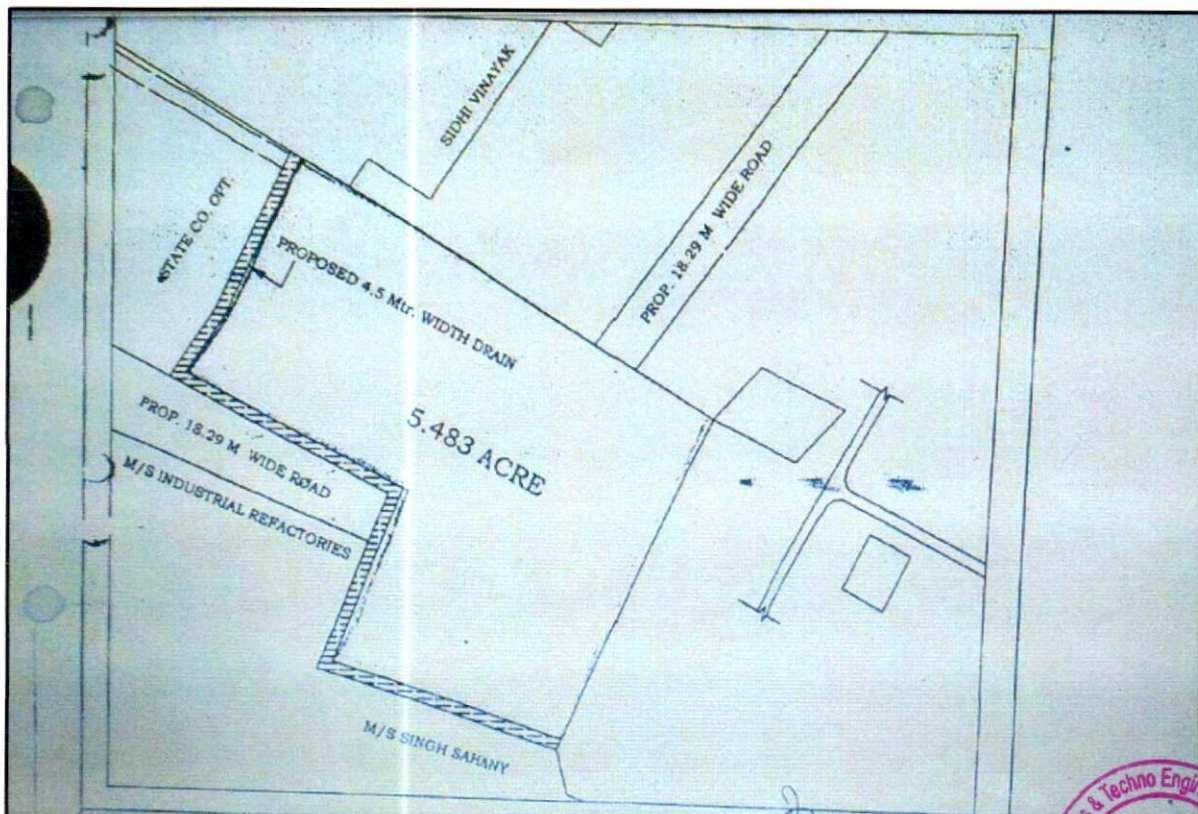 SIDHI VINAYAK
PROP. 18.29 M WIDE ROAD
STATE CO. OPT.
PROPOSED 4.5 Mtr. WIDTH DRAIN
5.483 ACRE
PROP. 18.29 M WIDE ROAD
M/S INDUSTRIAL REFACTORIES
M/S SINGH SAHANY
& Techno Engin